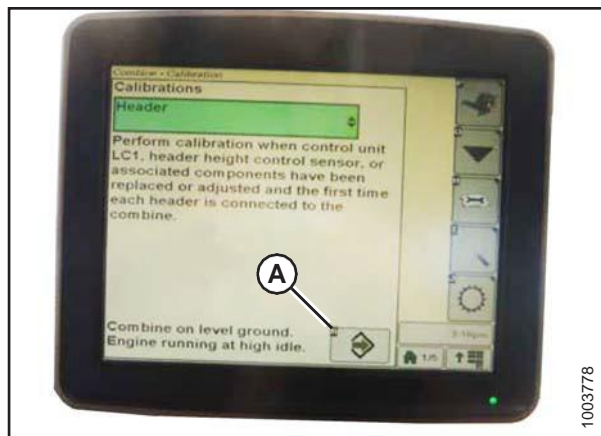 Combine - Calibration
Calibrations
Header
Perform calibration when control unit
LC1, header height control sensor, or
associated components have been
replaced or adjusted and the first time
each header is connected to the
combine.
A
Combine on level ground.
Engine running at high idle.
1/5
1003778